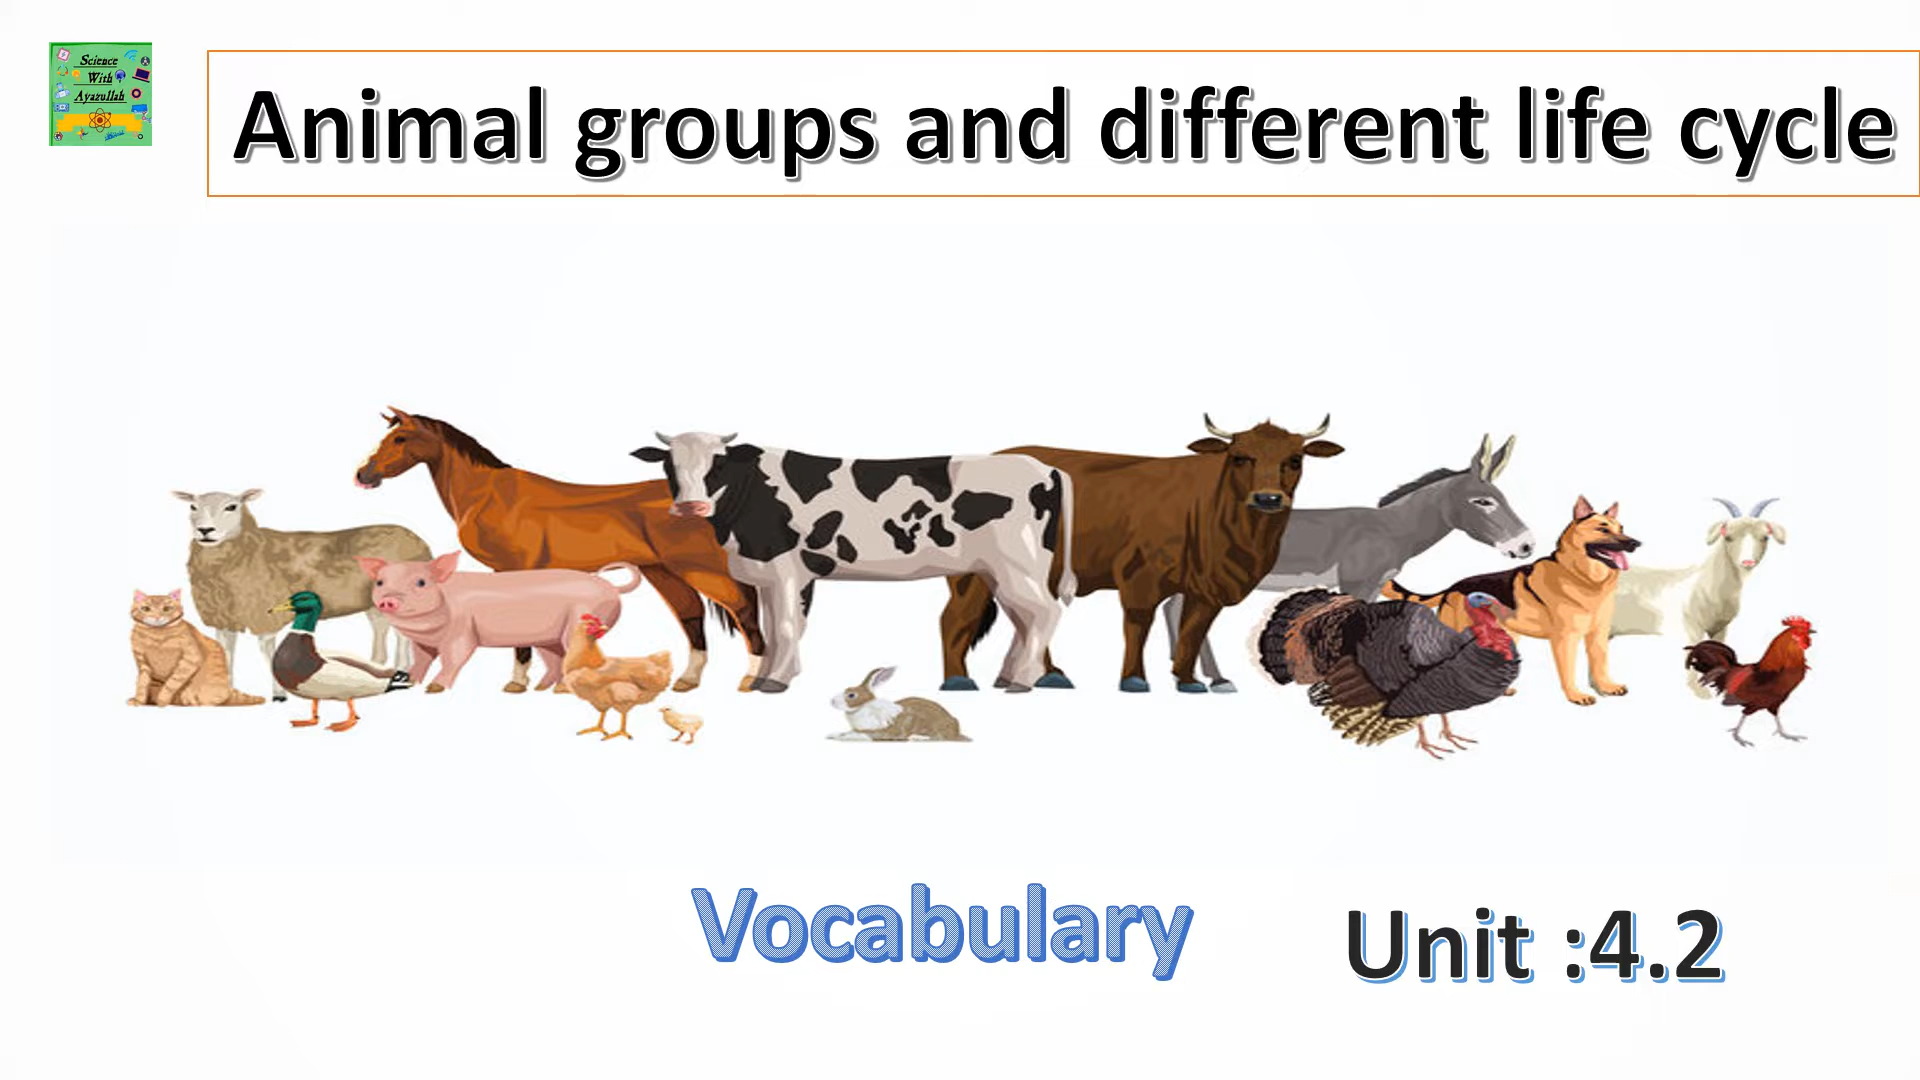 Science
With
Ayazullah
Animal groups and different life cycle
Vocabulary
Unit :4.2